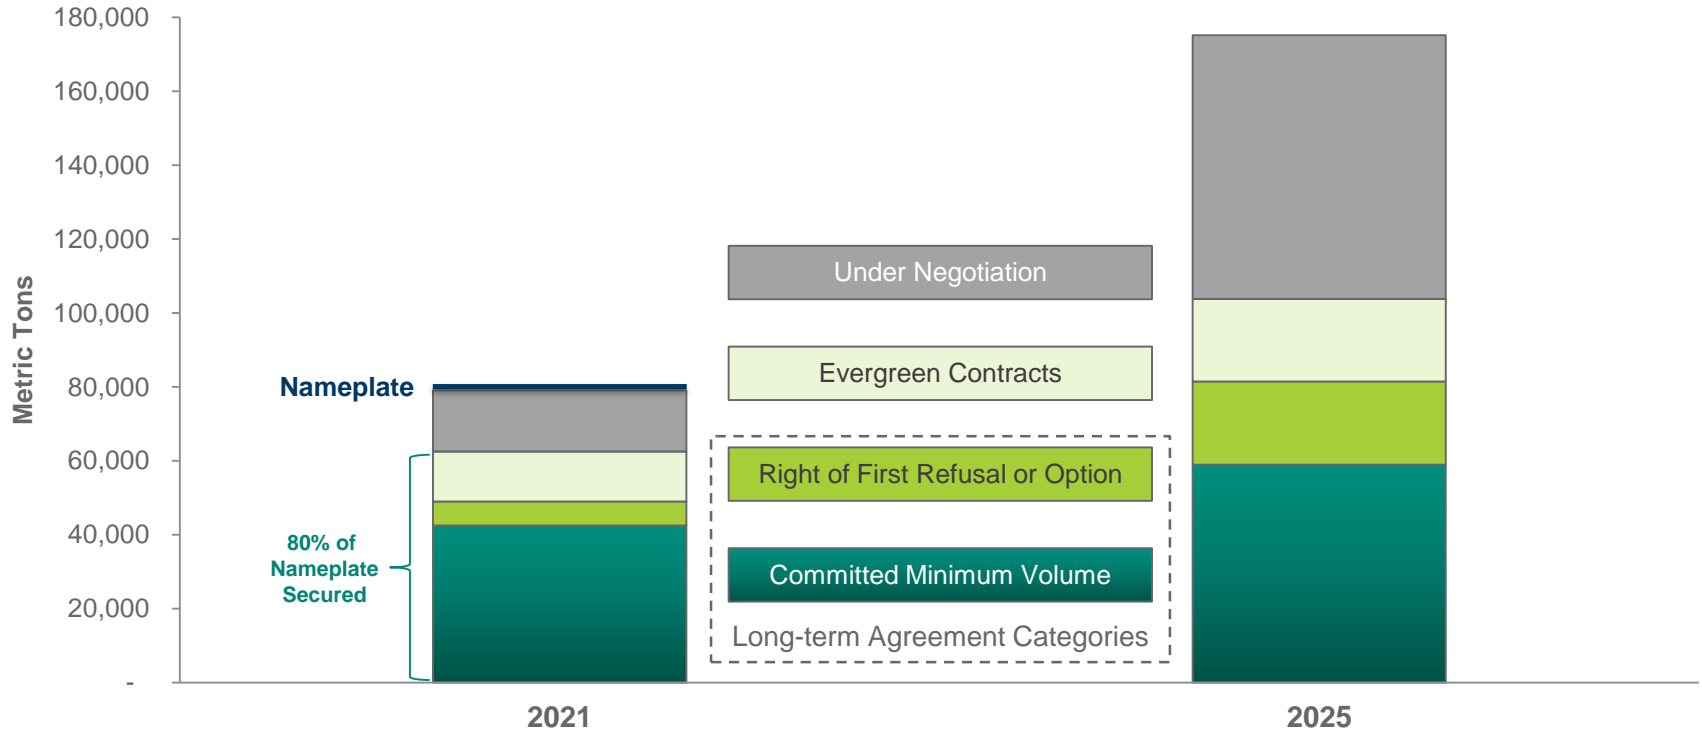 180,000
160,000
140,000
120,000
100,000
80,000
60,000
40,000
20,000
-
Metric Tons
Nameplate
80% of
Nameplate
Secured
Under Negotiation
Evergreen Contracts
Right of First Refusal or Option
Committed Minimum Volume
Long-term Agreement Categories
2021
2025